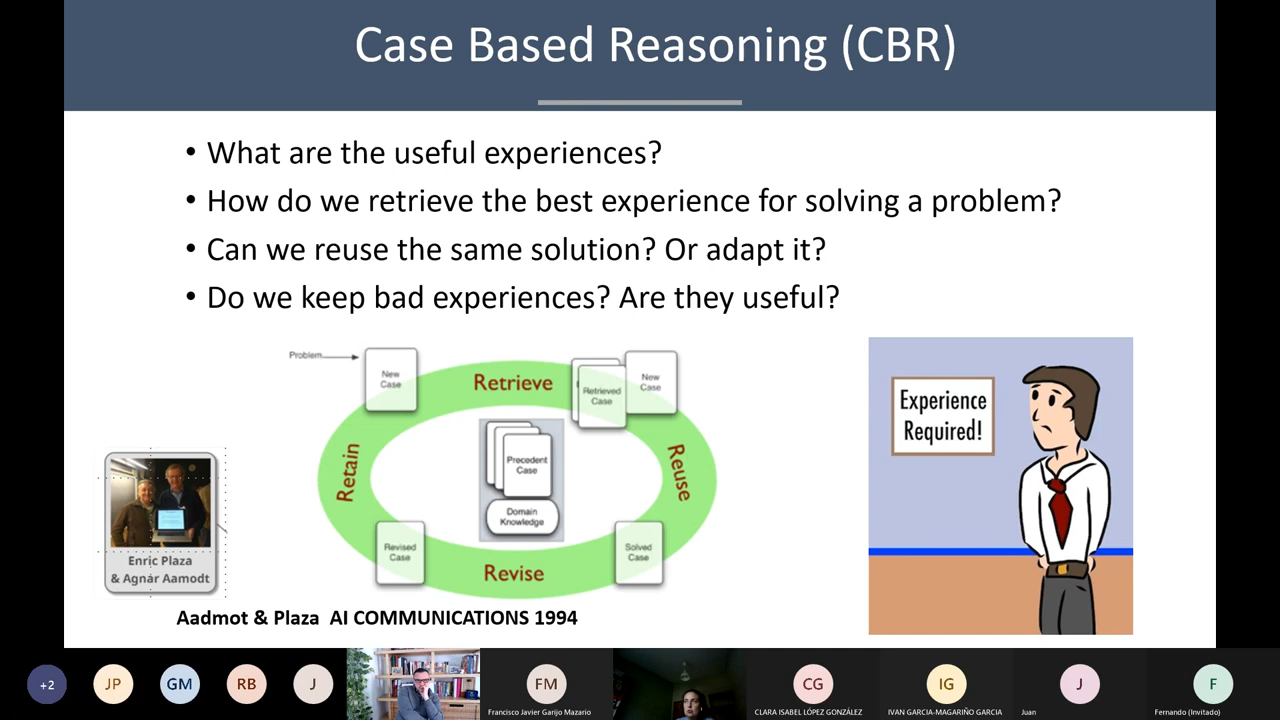 Case Based Reasoning (CBR)
• What are the useful experiences?
• How do we retrieve the best experience for solving a problem?
• Can we reuse the same solution? Or adapt it?
• Do we keep bad experiences? Are they useful?
Problem
New
Case
Retrieve
Retrieved
Case
New
Case
Experience
Required!
Retain
Precedent
Case
Reuse
Domain
Knowledge
Revised
Case
Solved
Case
Revise
Enric Plaza
& Agnar Aamodt
Aadmot & Plaza AI COMMUNICATIONS 1994
+2
JP
GM
RB
J
FM
CG
IG
J
F
Francisco Javier Garijo Mazario
CLARA ISABEL LÓPEZ GONZÁLEZ
IVAN GARCIA-MAGARIÑO GARCIA
Juan
Fernando (Invitado)